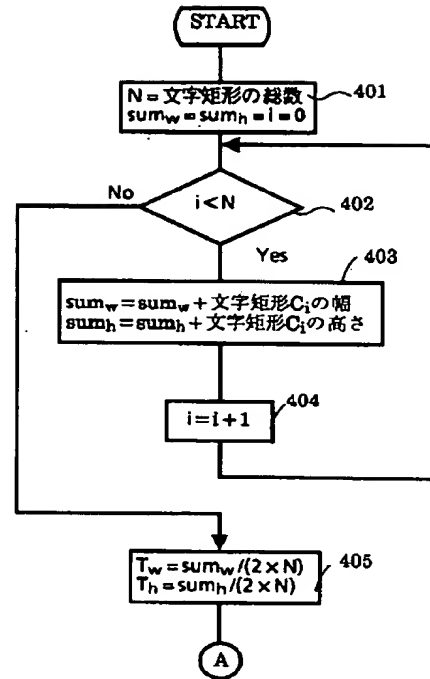 START
N=文字矩形の総数
sumw=sumh=i=0
401
i<N
402
No
Yes
403
sumw=sumw+文字矩形Ciの幅
sumh=sumh+文字矩形Ciの高さ
404
i=i+1
405
Tw=sumw/(2×N)
Th=sumh/(2×N)
A